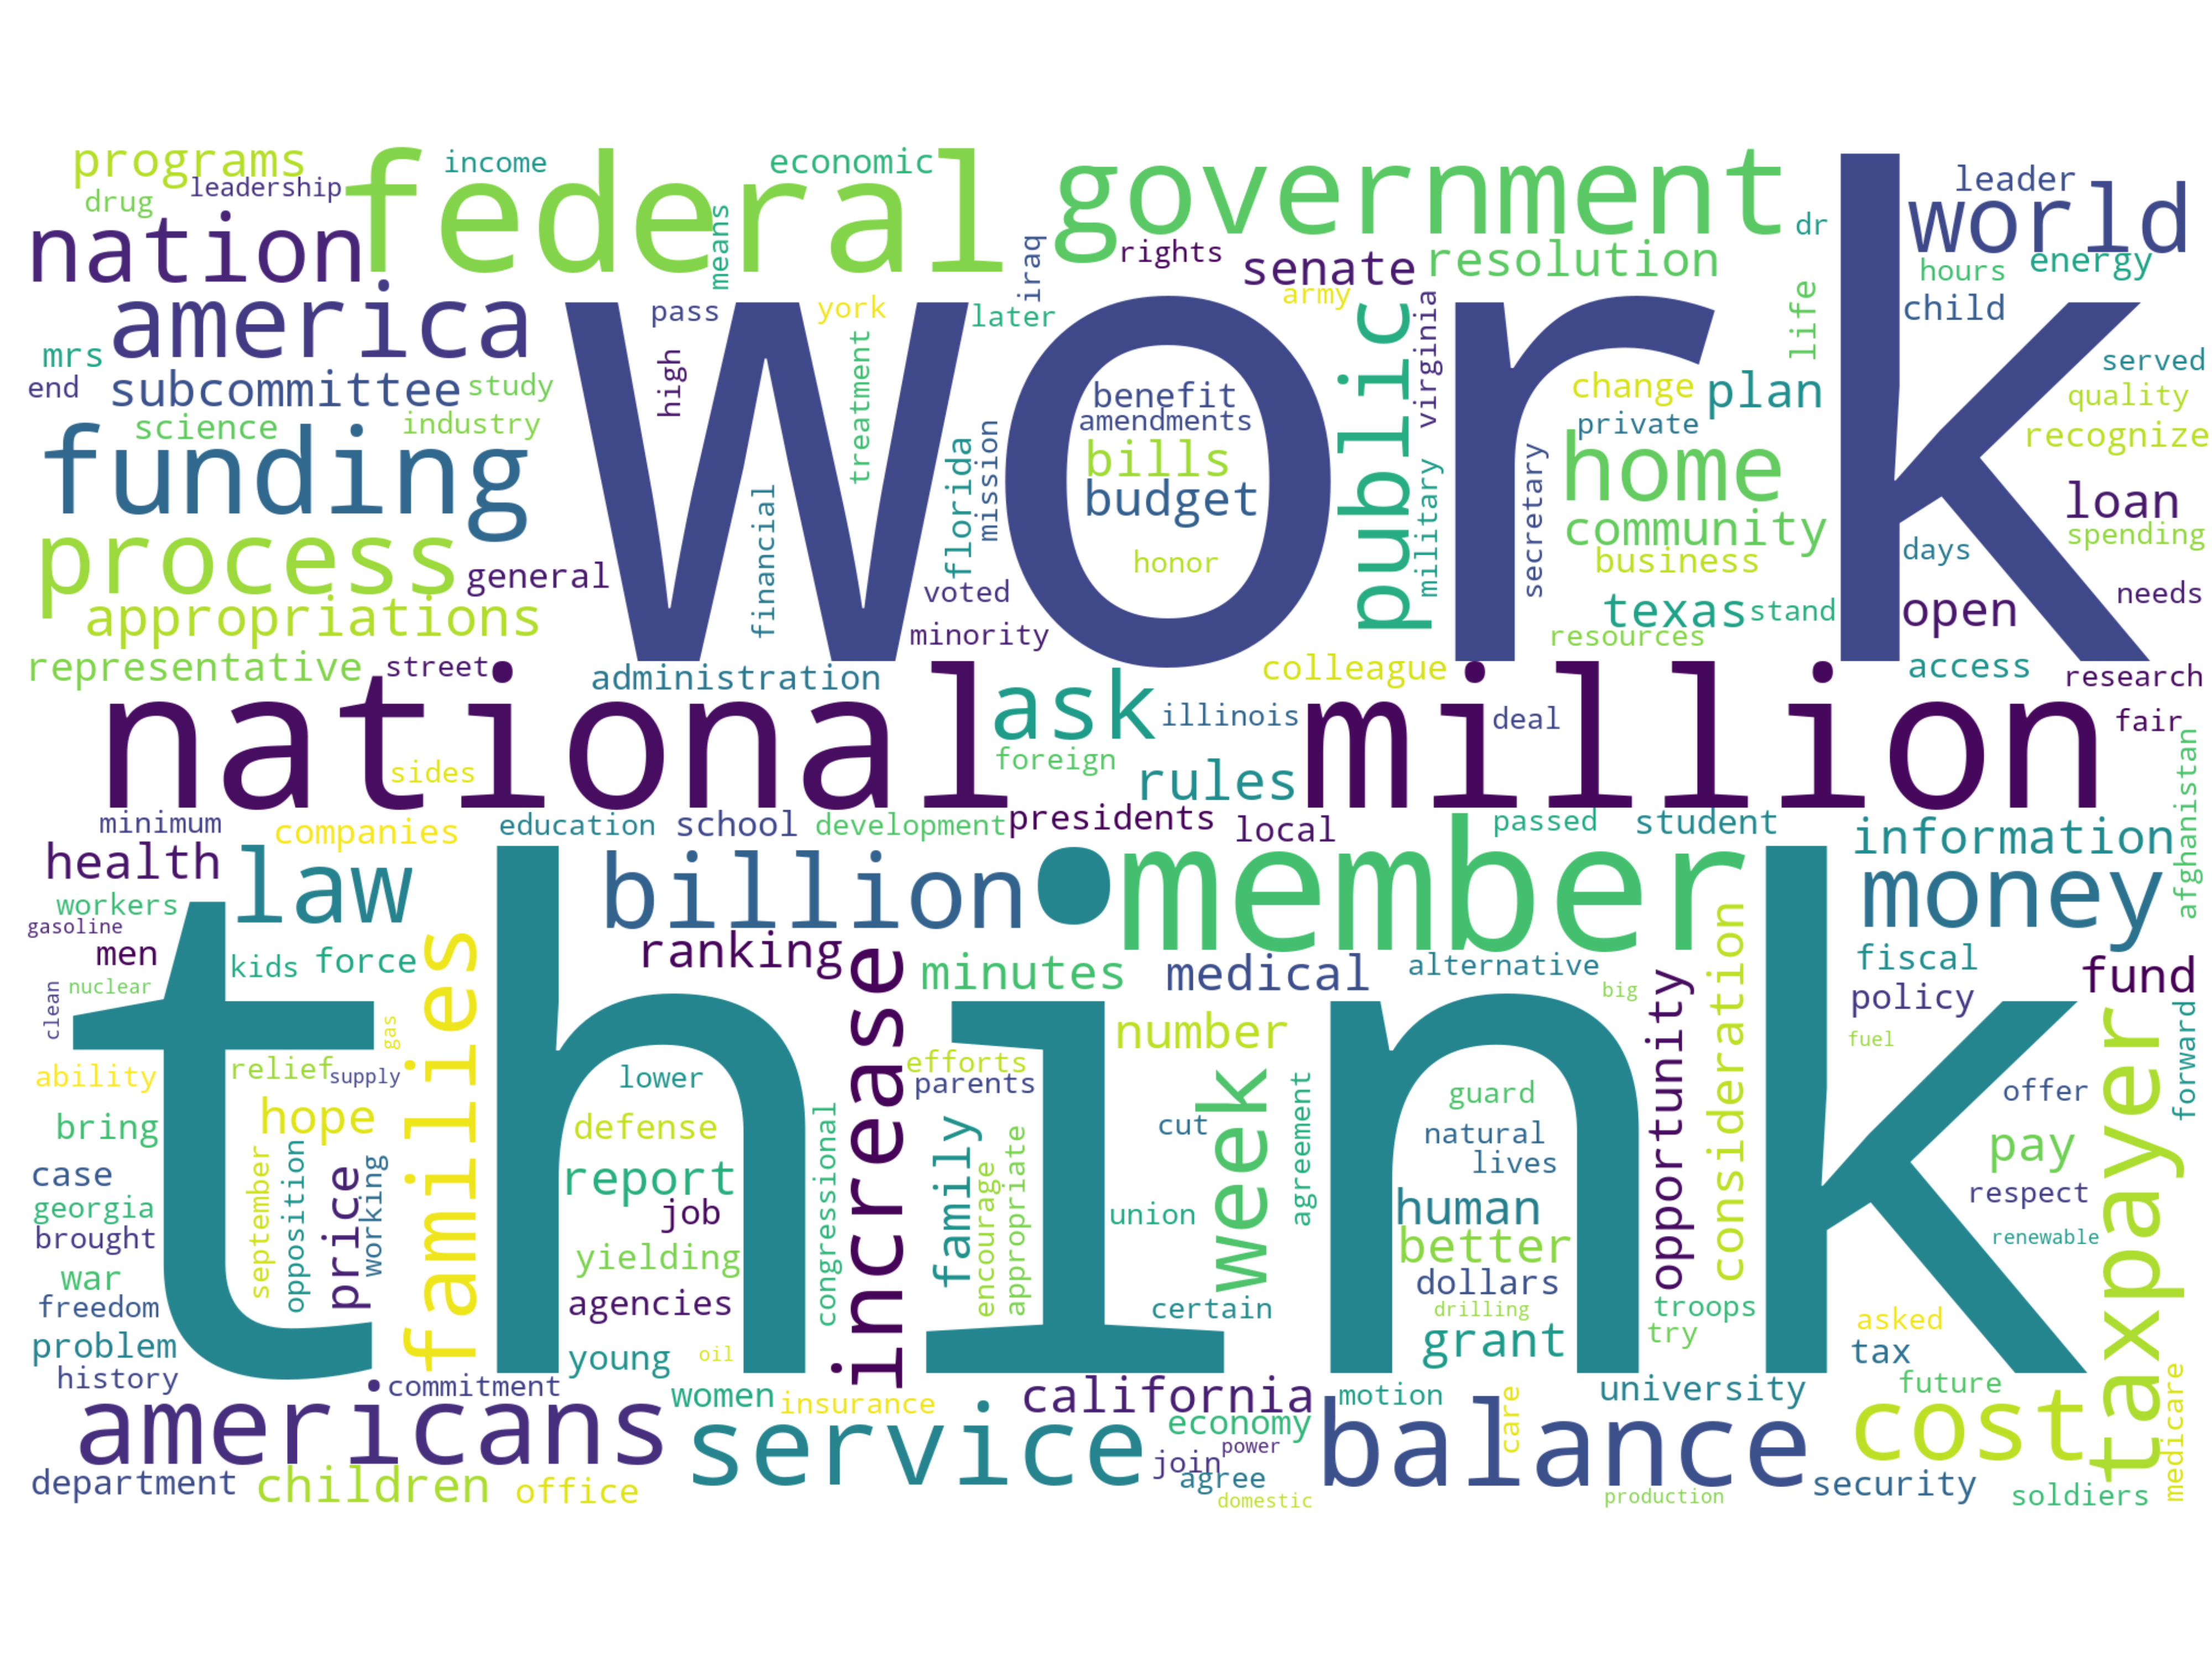 programs
income
economic
federal
government
leader
leadership
drug
means
dr
world
nation
iraq
rights
senate
resolution
hours
energy
america
pass
york
later
army
virginia
life
child
mrs
high
treatment
served
end
subcommittee
study
benefit
public
change
plan
quality
work
science
industry
amendments
private
recognize
funding
florida
mission
bills
military
secretary
home
budget
loan
process
financial
community
spending
general
honor
business
days
appropriations
voted
texas
stand
open
needs
minority
resources
representative
street
administration
colleague
access
research
national
ask
illinois
million
deal
fair
sides
foreign
rules
afghanistan
minimum
companies
education
school
development
presidents
local
passed
student
information
health
law
billion
member
money
workers
gasoline
men
kids
force
families
ranking
increase
minutes
medical
alternative
opportunity
consideration
fiscal
fund
nuclear
clean
big
policy
think
gas
number
fuel
forward
taxpayer
ability
relief
supply
lower
efforts
parents
week
guard
offer
bring
hope
defense
congressional
family
cut
agreement
natural
pay
case
september
opposition
price
working
report
encourage
appropriate
lives
georgia
job
union
human
respect
brought
yielding
better
renewable
war
dollars
freedom
agencies
certain
drilling
troops
asked
problem
young
oil
grant
try
tax
history
commitment
women
insurance
california
motion
care
university
future
medicare
americans
service
economy
balance
cost
department
children
office
join
power
agree
domestic
production
security
soldiers